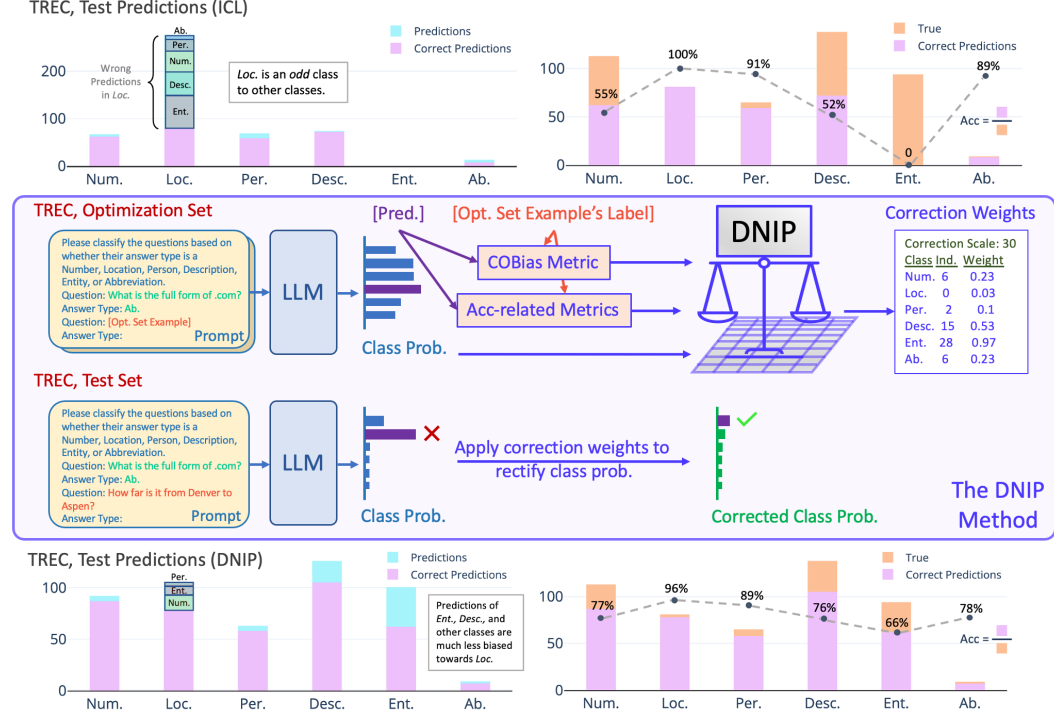 TREC, Test Predictions (ICL)
Ab.
Per.
Num.
Desc.
Ent.
Wrong
Predictions
in Loc.
Loc. is an odd class
to other classes.
Predictions
Correct Predictions
200
100
0
Num.
Loc.
Per.
Desc.
Ent.
Ab.
True
Correct Predictions
100
50
0
55%
100%
91%
52%
0
89%
Acc =
Num.
Loc.
Per.
Desc.
Ent.
Ab.
TREC, Optimization Set
Please classify the questions based on
whether their answer type is a
Number, Location, Person, Description,
Entity, or Abbreviation.
Question: What is the full form of .com?
Answer Type: Ab.
Question: [Opt. Set Example]
Answer Type:
Prompt
LLM
Class Prob.
[Pred.]
[Opt. Set Example's Label]
COBias Metric
Acc-related Metrics
DNIP
Correction Weights
Correction Scale: 30
Class Ind. Weight
Num. 6 0.23
Loc. 0 0.03
Per. 2 0.1
Desc. 15 0.53
Ent. 28 0.97
Ab. 6 0.23
TREC, Test Set
Please classify the questions based on
whether their answer type is a
Number, Location, Person, Description,
Entity, or Abbreviation.
Question: What is the full form of .com?
Answer Type: Ab.
Question: How far is it from Denver to
Aspen?
Answer Type:
Prompt
LLM
Class Prob.
Apply correction weights to
rectify class prob.
Corrected Class Prob.
The DNIP
Method
TREC, Test Predictions (DNIP)
Per.
Ent.
Num.
Predictions
Correct Predictions
Predictions of
Ent., Desc., and
other classes are
much less biased
towards Loc.
100
50
0
Num.
Loc.
Per.
Desc.
Ent.
Ab.
True
Correct Predictions
100
50
0
77%
96%
89%
76%
66%
78%
Acc =
Num.
Loc.
Per.
Desc.
Ent.
Ab.